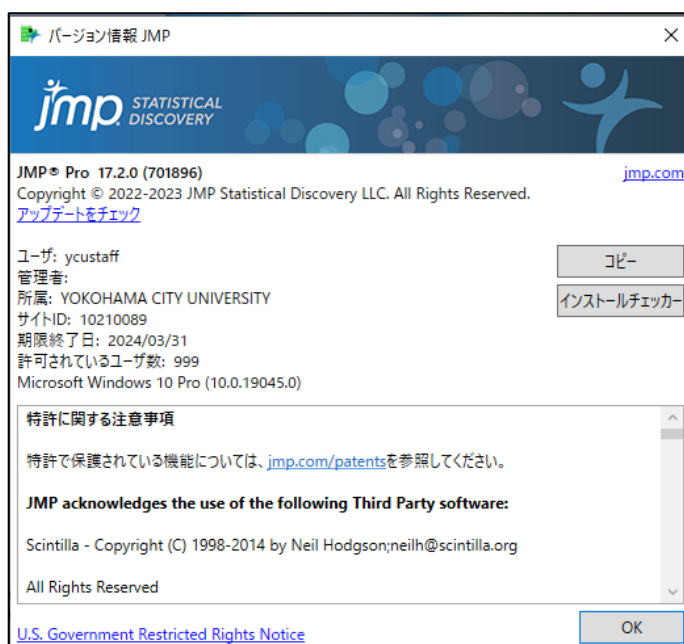 バージョン情報 JMP
jmp STATISTICAL
DISCOVERY
JMP® Pro 17.2.0 (701896)
jmp.com
Copyright © 2022-2023 JMP Statistical Discovery LLC. All Rights Reserved.
アップデートをチェック
ユーザ: ycustaff
コピー
管理者:
所属: YOKOHAMA CITY UNIVERSITY
インストールチェッカー
サイトID: 10210089
期限終了日: 2024/03/31
許可されているユーザ数: 999
Microsoft Windows 10 Pro (10.0.19045.0)
特許に関する注意事項
特許で保護されている機能については、jmp.com/patentsを参照してください。
JMP acknowledges the use of the following Third Party software:
Scintilla - Copyright (C) 1998-2014 by Neil Hodgson;neilh@scintilla.org
All Rights Reserved
U.S. Government Restricted Rights Notice
OK